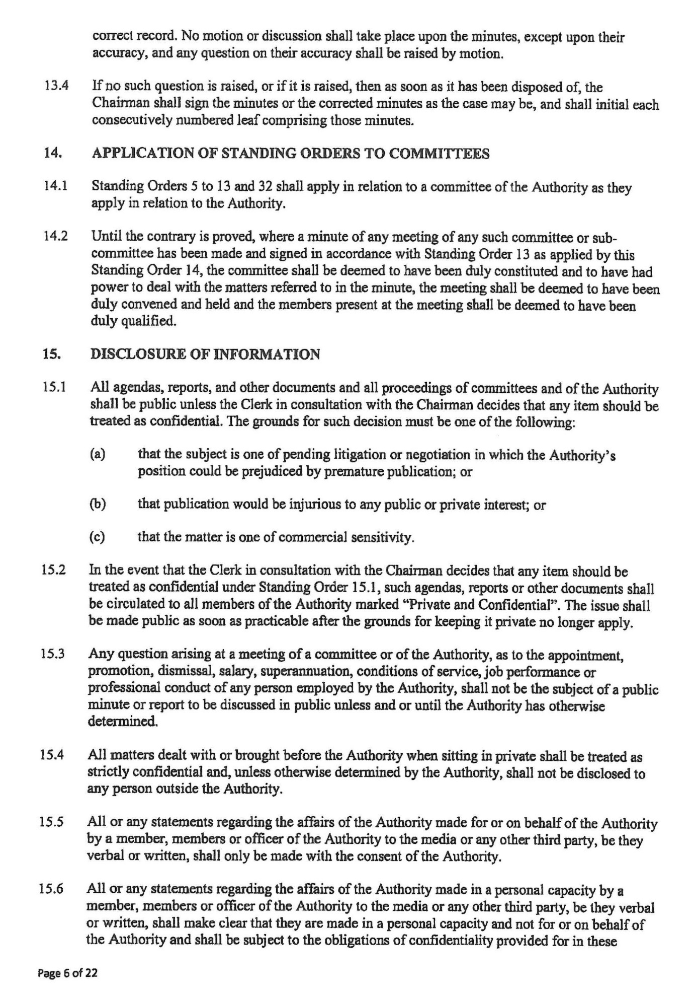 correct record. No motion or discussion shall take place upon the minutes, except upon their
accuracy, and any question on their accuracy shall be raised by motion.
13.4 If no such question is raised, or if it is raised, then as soon as it has been disposed of, the
Chairman shall sign the minutes or the corrected minutes as the case may be, and shall initial each
consecutively numbered leaf comprising those minutes.
14. APPLICATION OF STANDING ORDERS TO COMMITTEES
14.1 Standing Orders 5 to 13 and 32 shall apply in relation to a committee of the Authority as they
apply in relation to the Authority.
14.2 Until the contrary is proved, where a minute of any meeting of any such committee or sub-
committee has been made and signed in accordance with Standing Order 13 as applied by this
Standing Order 14, the committee shall be deemed to have been duly constituted and to have had
power to deal with the matters referred to in the minute, the meeting shall be deemed to have been
duly convened and held and the members present at the meeting shall be deemed to have been
duly qualified.
15. DISCLOSURE OF INFORMATION
15.1 All agendas, reports, and other documents and all proceedings of committees and of the Authority
shall be public unless the Clerk in consultation with the Chairman decides that any item should be
treated as confidential. The grounds for such decision must be one of the following:
(a) that the subject is one of pending litigation or negotiation in which the Authority's
position could be prejudiced by premature publication; or
(b) that publication would be injurious to any public or private interest; or
(c) that the matter is one of commercial sensitivity.
15.2 In the event that the Clerk in consultation with the Chairman decides that any item should be
treated as confidential under Standing Order 15.1, such agendas, reports or other documents shall
be circulated to all members of the Authority marked “Private and Confidential”. The issue shall
be made public as soon as practicable after the grounds for keeping it private no longer apply.
15.3 Any question arising at a meeting of a committee or of the Authority, as to the appointment,
promotion, dismissal, salary, superannuation, conditions of service, job performance or
professional conduct of any person employed by the Authority, shall not be the subject of a public
minute or report to be discussed in public unless and or until the Authority has otherwise
determined.
15.4 All matters dealt with or brought before the Authority when sitting in private shall be treated as
strictly confidential and, unless otherwise determined by the Authority, shall not be disclosed to
any person outside the Authority.
15.5 All or any statements regarding the affairs of the Authority made for or on behalf of the Authority
by a member, members or officer of the Authority to the media or any other third party, be they
verbal or written, shall only be made with the consent of the Authority.
15.6 All or any statements regarding the affairs of the Authority made in a personal capacity by a
member, members or officer of the Authority to the media or any other third party, be they verbal
or written, shall make clear that they are made in a personal capacity and not for or on behalf of
the Authority and shall be subject to the obligations of confidentiality provided for in these
Page 6 of 22